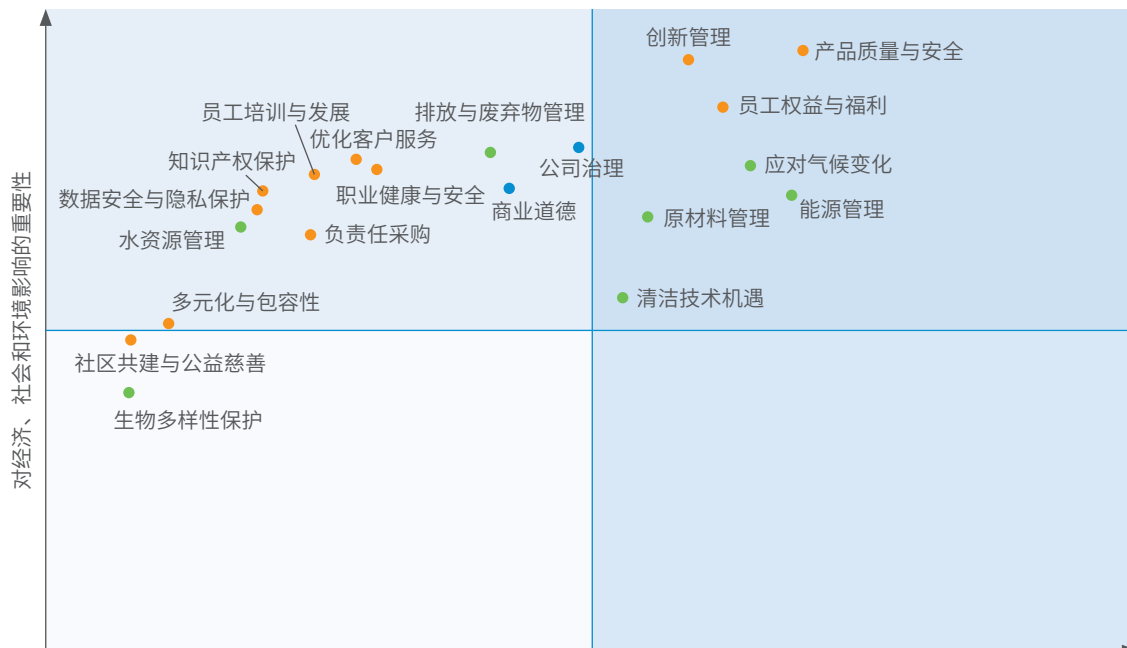 创新管理
产品质量与安全
员工权益与福利
员工培训与发展
排放与废弃物管理
优化客户服务
知识产权保护
公司治理
应对气候变化
数据安全与隐私保护
职业健康与安全
商业道德
能源管理
原材料管理
水资源管理
负责任采购
清洁技术机遇
多元化与包容性
社区共建与公益慈善
生物多样性保护
对经济、社会和环境影响的重要性